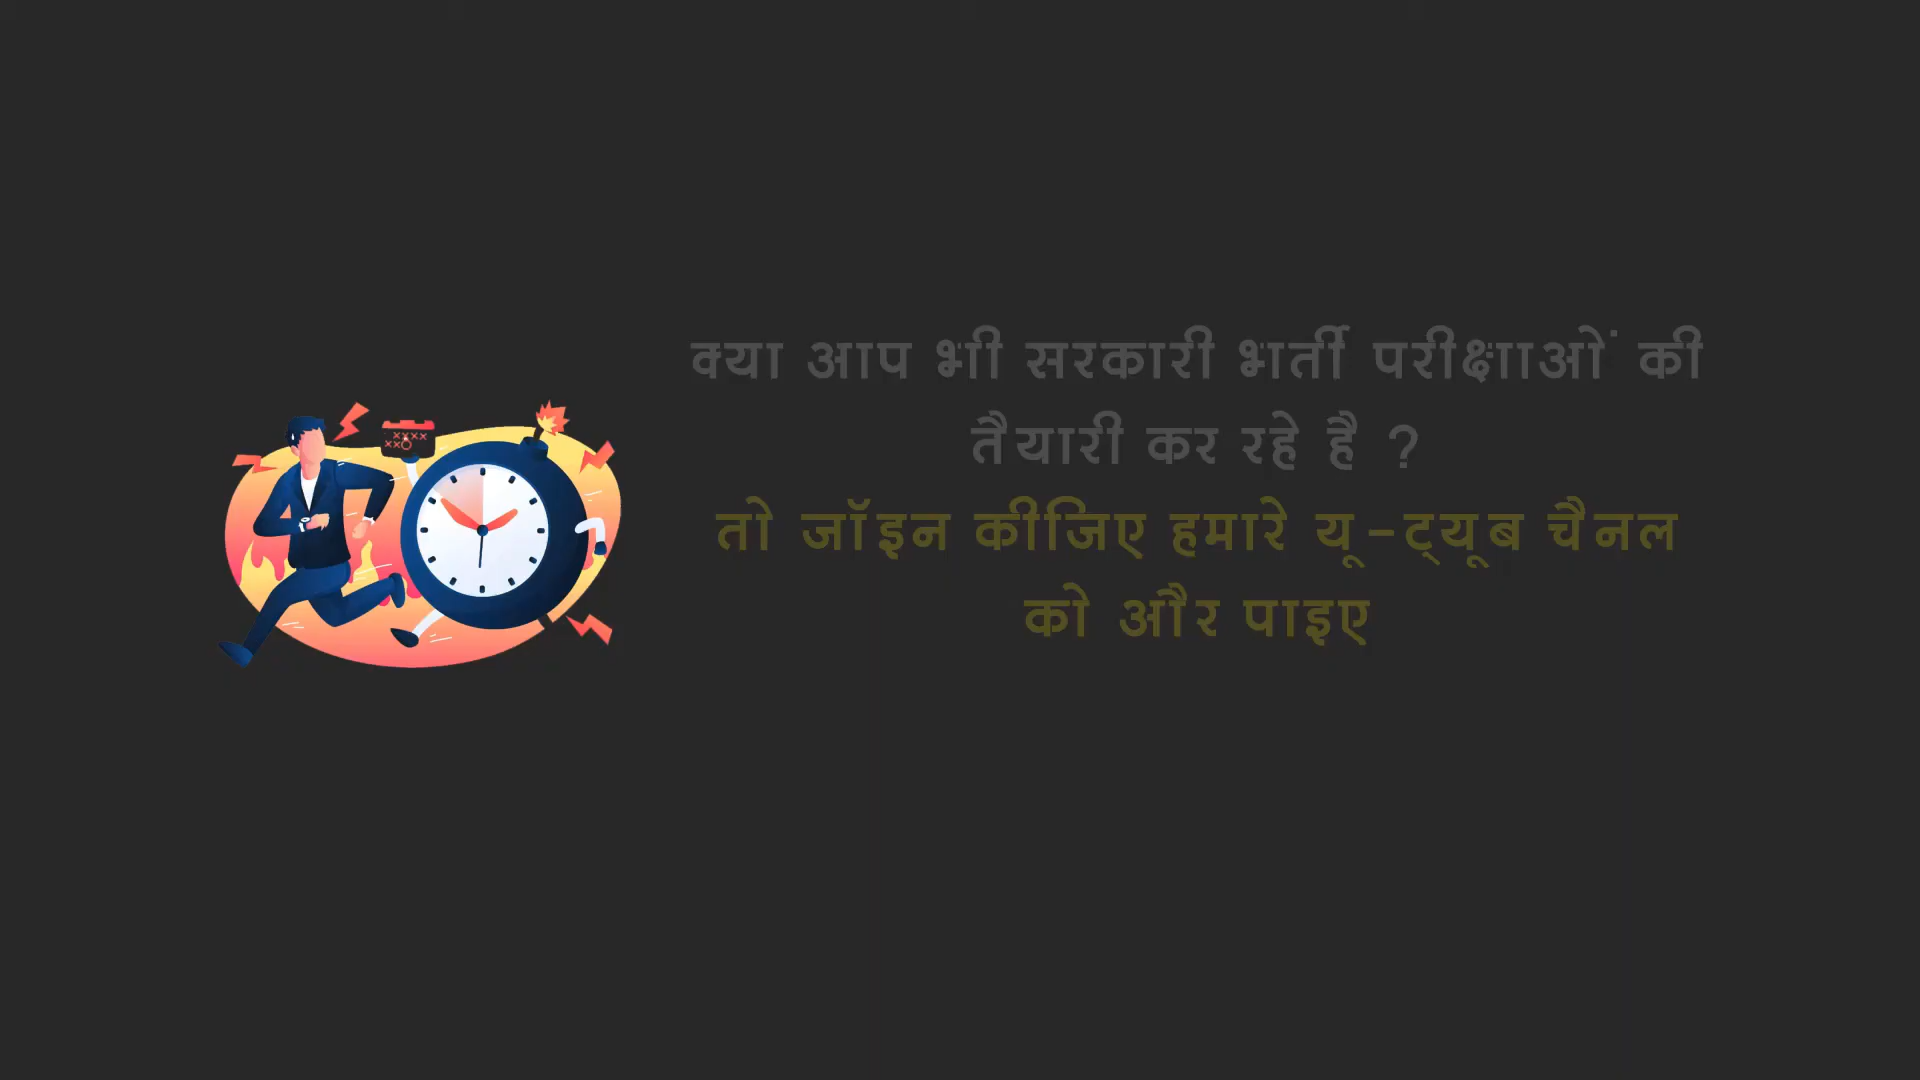 क्या आप भी सरकारी भर्ती परीक्षाओं की
तैयारी कर रहे है ?
तो जॉइन कीजिए हमारे यू-ट्यूब चैनल
को और पाइए